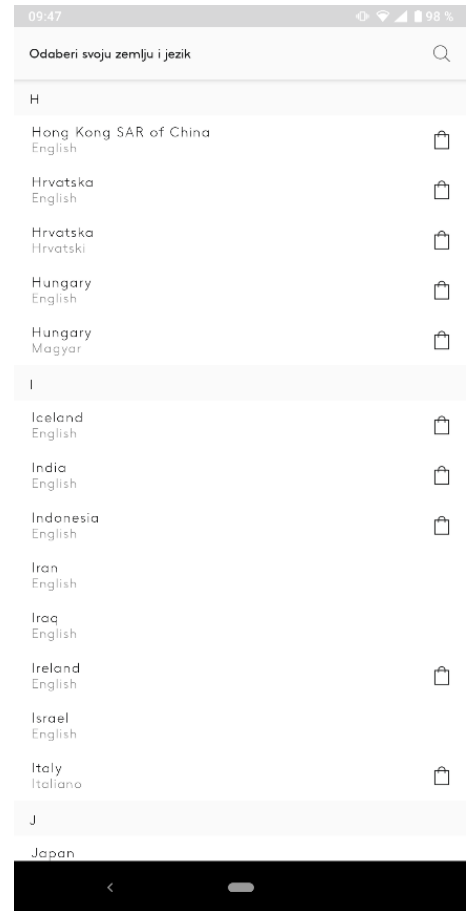 09:47
98 %
Odaberi svoju zemlju i jezik
H
Hong Kong SAR of China
English
Hrvatska
English
Hrvatska
Hrvatski
Hungary
English
Hungary
Magyar
I
Iceland
English
India
English
Indonesia
English
Iran
English
Iraq
English
Ireland
English
Israel
English
Italy
Italiano
J
Japan